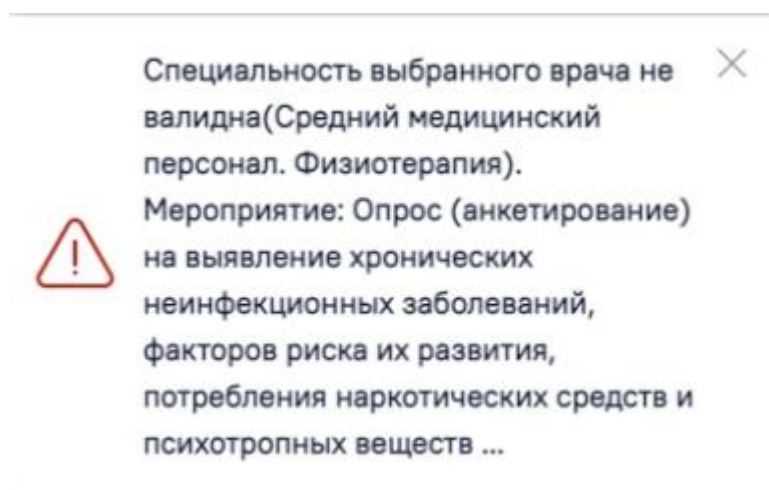 Специальность выбранного врача не
валидна(Средний медицинский
персонал. Физиотерапия).
Мероприятие: Опрос (анкетирование)
на выявление хронических
неинфекционных заболеваний,
факторов риска их развития,
потребления наркотических средств и
психотропных веществ ...